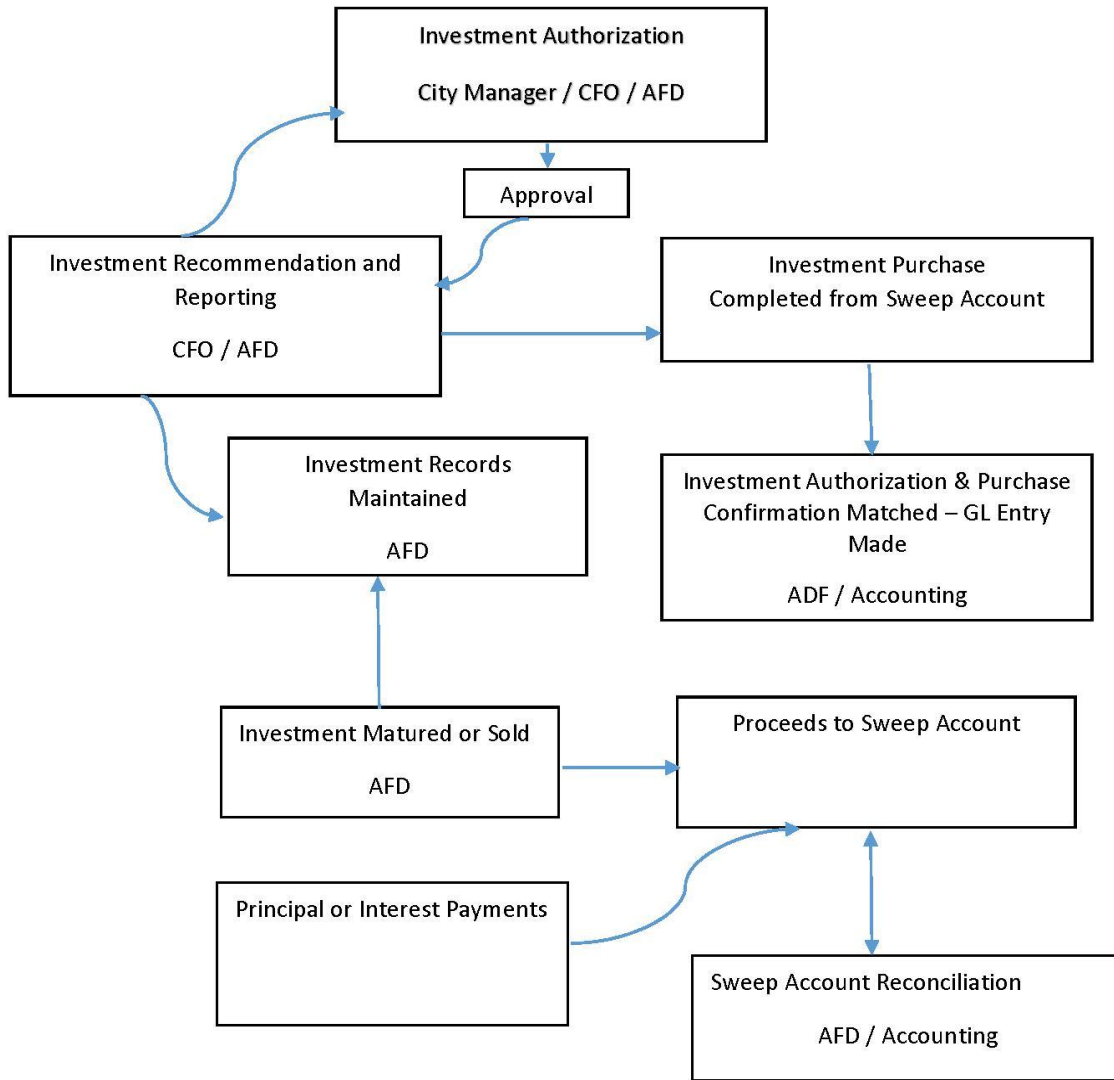 Investment Authorization
City Manager / CFO / AFD
Approval
Investment Recommendation and
Reporting
CFO / AFD
Investment Purchase
Completed from Sweep Account
Investment Records
Maintained
AFD
Investment Authorization & Purchase
Confirmation Matched – GL Entry
Made
ADF / Accounting
Investment Matured or Sold
AFD
Proceeds to Sweep Account
Principal or Interest Payments
Sweep Account Reconciliation
AFD / Accounting